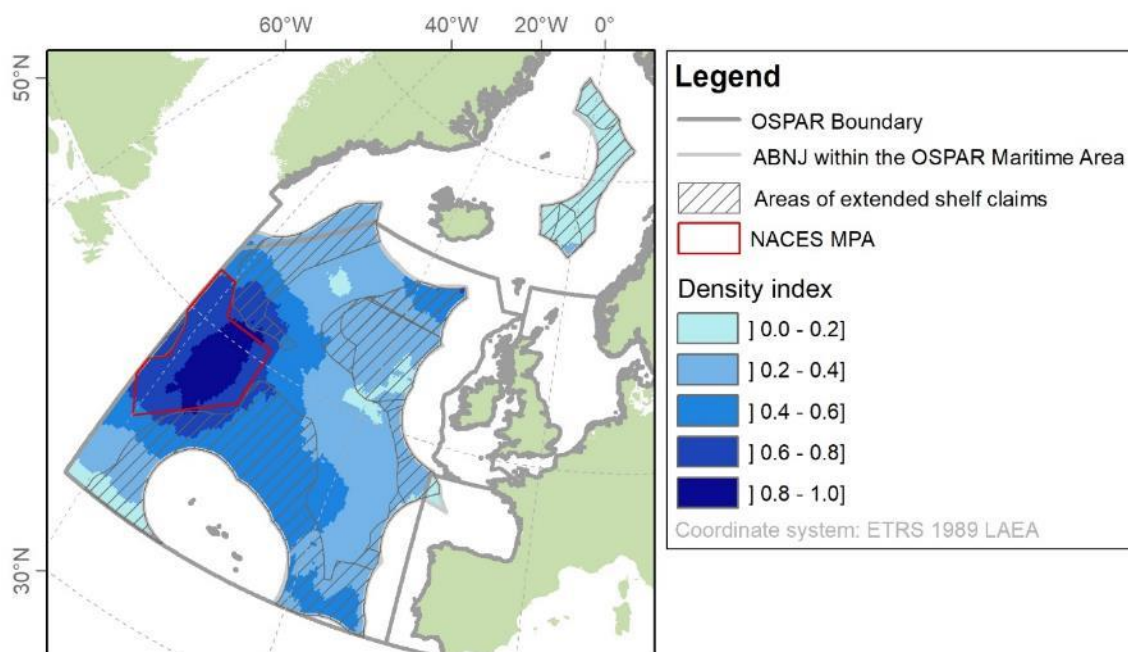 60°W 40°W 20°W 0°
50°N
30°N
Legend
OSPAR Boundary
ABNJ within the OSPAR Maritime Area
Areas of extended shelf claims
NACES MPA
Density index
] 0.0 - 0.2]
] 0.2 - 0.4]
] 0.4 - 0.6]
] 0.6 - 0.8]
] 0.8 - 1.0]
Coordinate system: ETRS 1989 LAEA